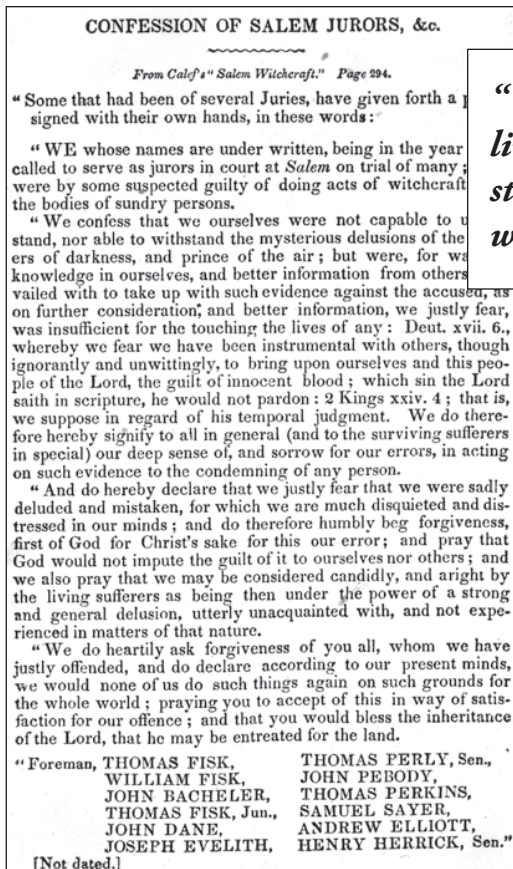 CONFESSION OF SALEM JURORS, &c.
From Calef's "Salem Witchcraft." Page 294.
"Some that had been of several Juries, have given forth a
signed with their own hands, in these words:
"WE whose names are under written, being in the year
called to serve as jurors in court at Salem on trial of many;
were by some suspected guilty of doing acts of witchcraft
the bodies of sundry persons.
"We confess that we ourselves were not capable to
stand, nor able to withstand the mysterious delusions of the
ers of darkness, and prince of the air; but were, for
knowledge in ourselves, and better information from others
vailed with to take up with such evidence against the accused, as
on further consideration, and better information, we justly fear,
was insufficient for the touching the lives of any: Deut. xvii. 6.,
whereby we fear we have been instrumental with others, though
ignorantly and unwittingly, to bring upon ourselves and this peo-
ple of the Lord, the guilt of innocent blood; which sin the Lord
saith in scripture, he would not pardon: 2 Kings xxiv. 4; that is,
we suppose in regard of his temporal judgment. We do there-
fore hereby signify to all in general (and to the surviving sufferers
in special) our deep sense of, and sorrow for our errors, in acting
on such evidence to the condemning of any person.
"And do hereby declare that we justly fear that we were sadly
deluded and mistaken, for which we are much disquieted and dis-
tressed in our minds; and do therefore humbly beg forgiveness,
first of God for Christ's sake for this our error; and pray that
God would not impute the guilt of it to ourselves nor others; and
we also pray that we may be considered candidly, and aright by
the living sufferers as being then under the power of a strong
and general delusion, utterly unacquainted with, and not expe-
rienced in matters of that nature.
"We do heartily ask forgiveness of you all, whom we have
justly offended, and do declare according to our present minds,
we would none of us do such things again on such grounds for
the whole world; praying you to accept of this in way of satis-
faction for our offence; and that you would bless the inheritance
of the Lord, that he may be entreated for the land.
"Foreman, THOMAS FISK,
WILLIAM FISK,
JOHN BACHELER,
THOMAS FISK, Jun.,
JOHN DANE,
JOSEPH EVELITH,
THOMAS PERLY, Sen.,
JOHN PEBODY,
THOMAS PERKINS,
SAMUEL SAYER,
ANDREW ELLIOTT,
HENRY HERRICK, Sen."
[Not dated.]
"
li
st
w